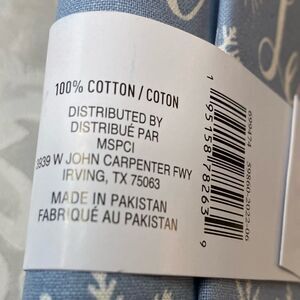 100% COTTON / COTON
DISTRIBUTED BY
DISTRIBUÉ PAR
MSPCI
3939 W JOHN CARPENTER FWY
IRVING, TX 75063
MADE IN PAKISTAN
FABRIQUÉ AU PAKISTAN
1 95158 78263 9